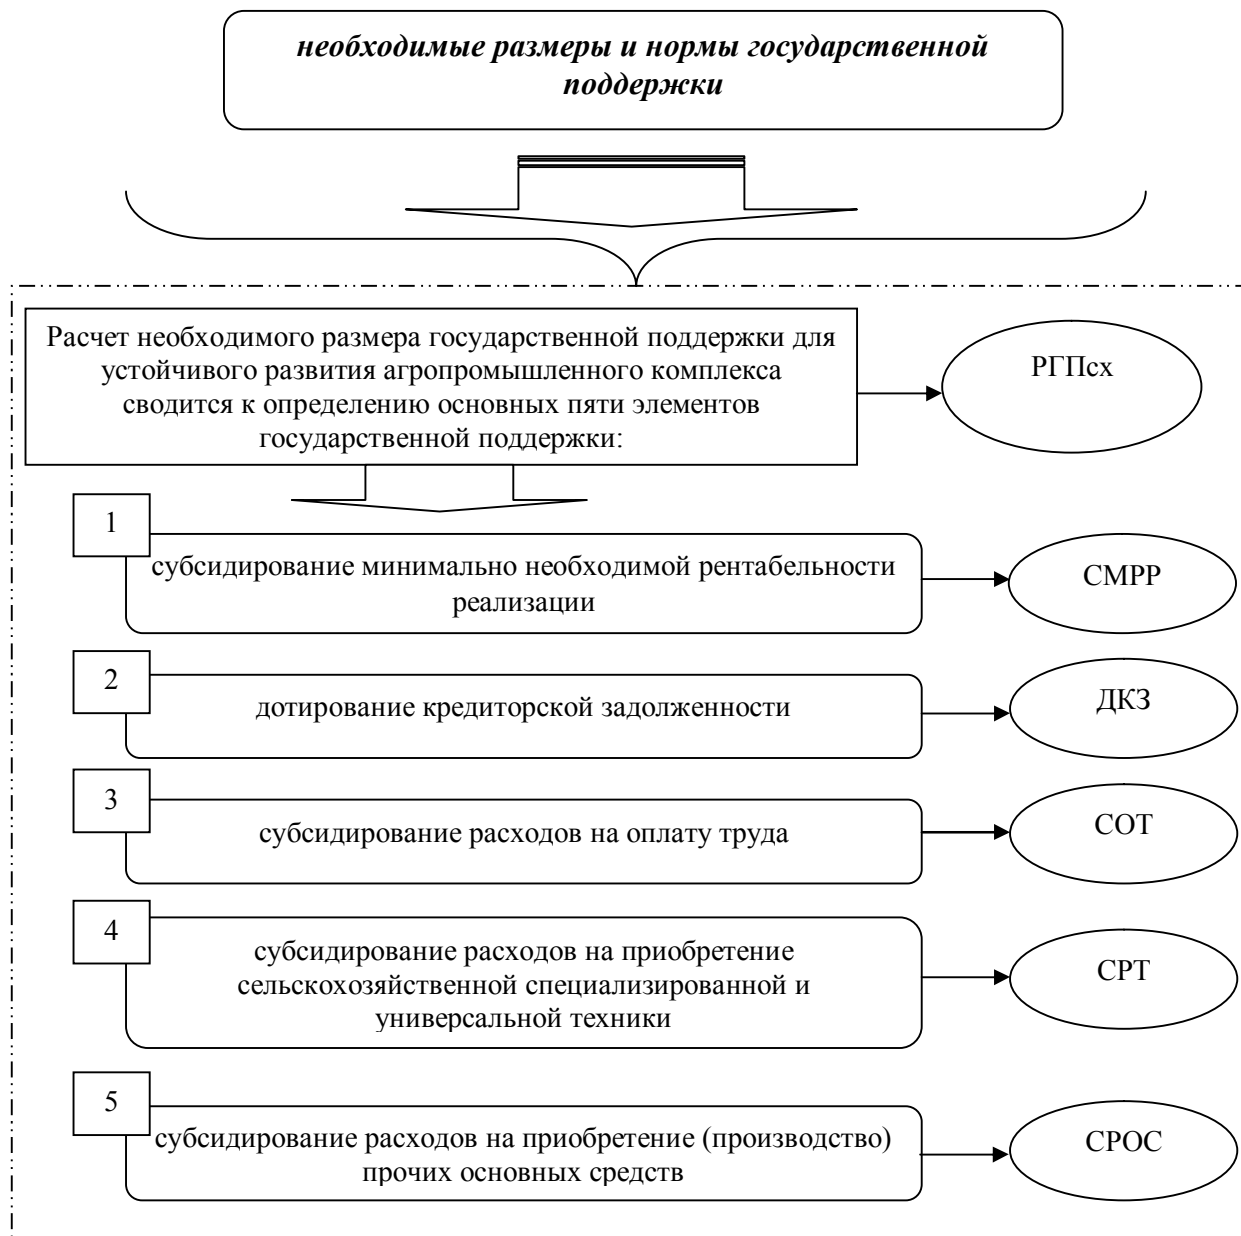 необходимые размеры и нормы государственной
поддержки
Расчет необходимого размера государственной поддержки для
устойчивого развития агропромышленного комплекса
сводится к определению основных пяти элементов
государственной поддержки:
РГПсх
1
субсидирование минимально необходимой рентабельности
реализации
СМРР
2
дотирование кредиторской задолженности
ДКЗ
3
субсидирование расходов на оплату труда
СОТ
4
субсидирование расходов на приобретение
сельскохозяйственной специализированной и
универсальной техники
СРТ
5
субсидирование расходов на приобретение (производство)
прочих основных средств
СРОС